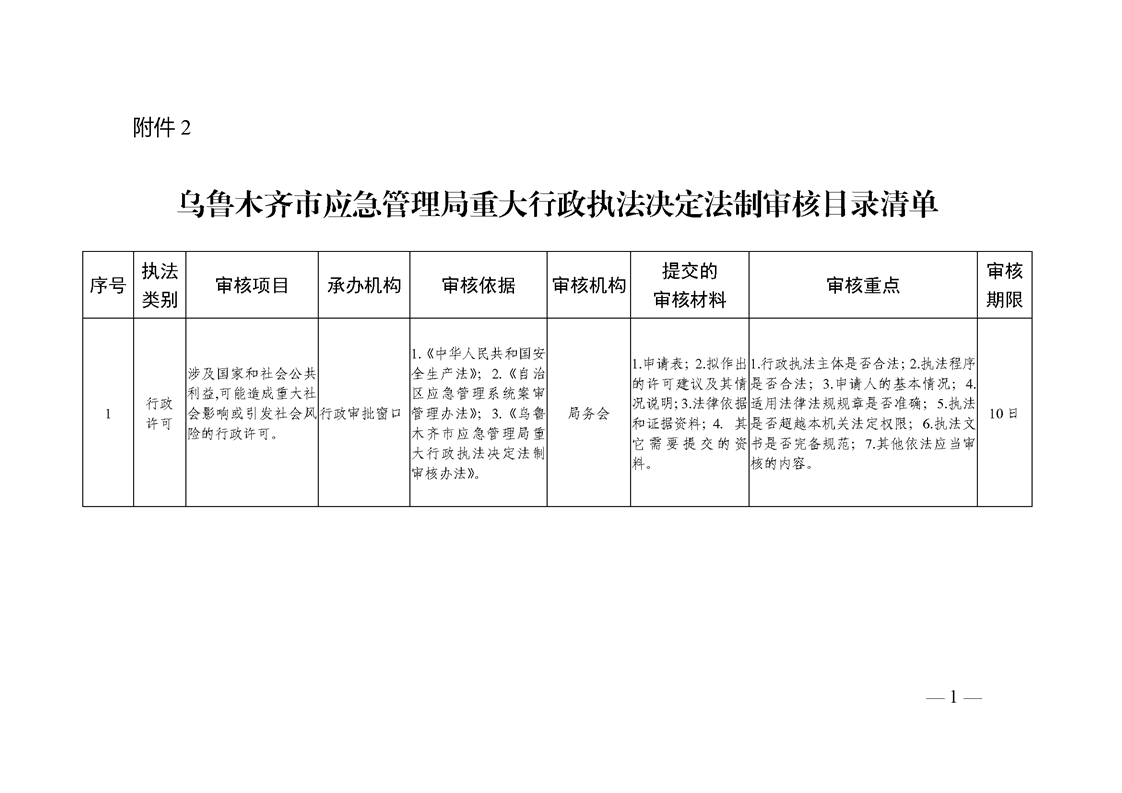 附件 2
乌鲁木齐市应急管理局重大行政执法决定法制审核目录清单
序号
执法
类别
审核项目
承办机构
审核依据
审核机构
提交的
审核材料
审核重点
审核
期限
1
行政
许可
涉及国家和社会公共
利益,可能造成重大社
会影响或引发社会风
险的行政许可。
行政审批窗口
1.《中华人民共和国安
全生产法》；2.《自治
区应急管理系统案审
管理办法》；3.《乌鲁
木齐市应急管理局重
大行政执法决定法制
审核办法》。
局务会
1.申请表；2.拟作出
的许可建议及其情
况说明；3.法律依据
和证据资料；4. 其
它需要提交的资
料。
1.行政执法主体是否合法；2.执法程序
是否合法；3.申请人的基本情况；4.
适用法律法规规章是否准确；5.执法
是否超越本机关法定权限；6.执法文
书是否完备规范；7.其他依法应当审
核的内容。
10 日
— 1 —